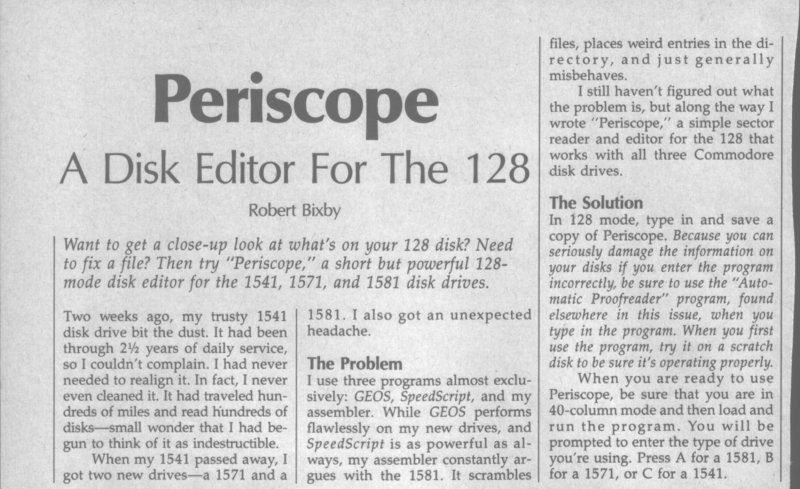 Periscope
A Disk Editor For The 128
Robert Bixby
Want to get a close-up look at what's on your 128 disk? Need
to fix a file? Then try "Periscope," a short but powerful 128-
mode disk editor for the 1541, 1571, and 1581 disk drives.
Two weeks ago, my trusty 1541
disk drive bit the dust. It had been
through 2½ years of daily service,
so I couldn't complain. I had never
needed to realign it. In fact, I never
even cleaned it. It had traveled hun-
dreds of miles and read hundreds of
disks—small wonder that I had be-
gun to think of it as indestructible.
When my 1541 passed away, I
got two new drives—a 1571 and a
1581. I also got an unexpected
headache.
The Problem
I use three programs almost exclu-
sively: GEOS, SpeedScript, and my
assembler. While GEOS performs
flawlessly on my new drives, and
SpeedScript is as powerful as al-
ways, my assembler constantly ar-
gues with the 1581. It scrambles
files, places weird entries in the di-
rectory, and just generally
misbehaves.
I still haven't figured out what
the problem is, but along the way I
wrote "Periscope," a simple sector
reader and editor for the 128 that
works with all three Commodore
disk drives.
The Solution
In 128 mode, type in and save a
copy of Periscope. Because you can
seriously damage the information on
your disks if you enter the program
incorrectly, be sure to use the "Auto-
matic Proofreader" program, found
elsewhere in this issue, when you
type in the program. When you first
use the program, try it on a scratch
disk to be sure it's operating properly.
When you are ready to use
Periscope, be sure that you are in
40-column mode and then load and
run the program. You will be
prompted to enter the type of drive
you're using. Press A for a 1581, B
for a 1571, or C for a 1541.